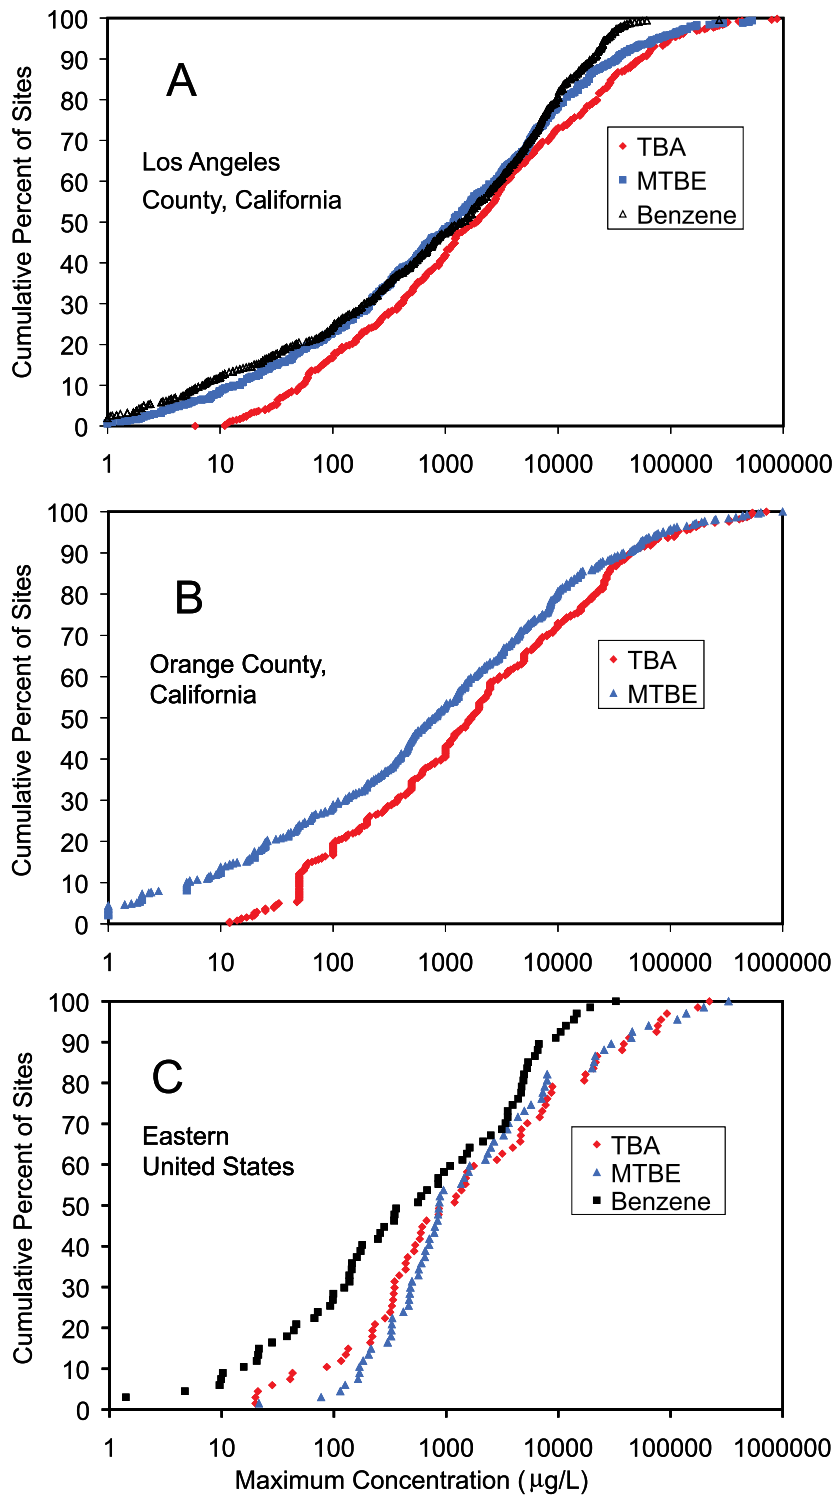 Cumulative Percent of Sites
100
90
80
70
60
50
40
30
20
10
0
A
Los Angeles
County, California
TBA
MTBE
Benzene
1 10 100 1000 10000 100000 1000000
Cumulative Percent of Sites
100
90
80
70
60
50
40
30
20
10
0
B
Orange County,
California
TBA
MTBE
1 10 100 1000 10000 100000 1000000
Cumulative Percent of Sites
100
90
80
70
60
50
40
30
20
10
0
C
Eastern
United States
TBA
MTBE
Benzene
1 10 100 1000 10000 100000 1000000
Maximum Concentration (μg/L)